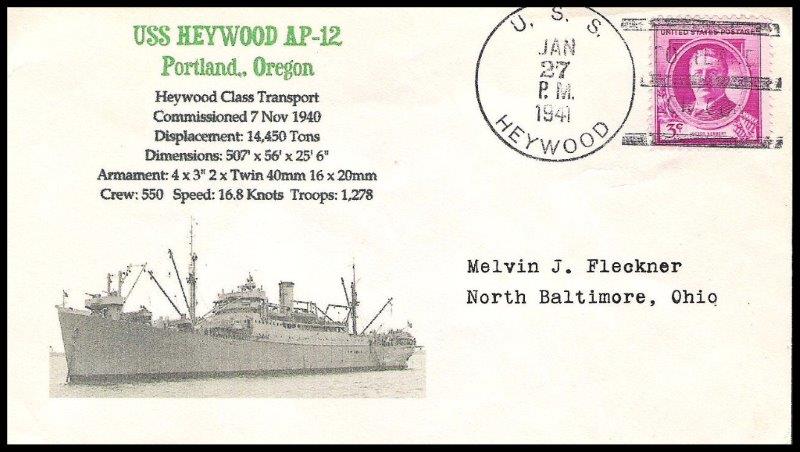 USS HEYWOOD AP-12
Portland,. Oregon
Heywood Class Transport
Commissioned 7 Nov 1940
Displacement: 14,450 Tons
Dimensions: 507' x 56' x 25' 6"
Armament: 4 x 3" 2 x Twin 40mm 16 x 20mm
Crew: 550 Speed: 16.8 Knots Troops: 1,278
U. S. S.
JAN
27
P.M.
1941
HEYWOOD
UNITED STATES POSTAGE
3¢
VICTOR HERBERT
Melvin J. Fleckner
North Baltimore, Ohio